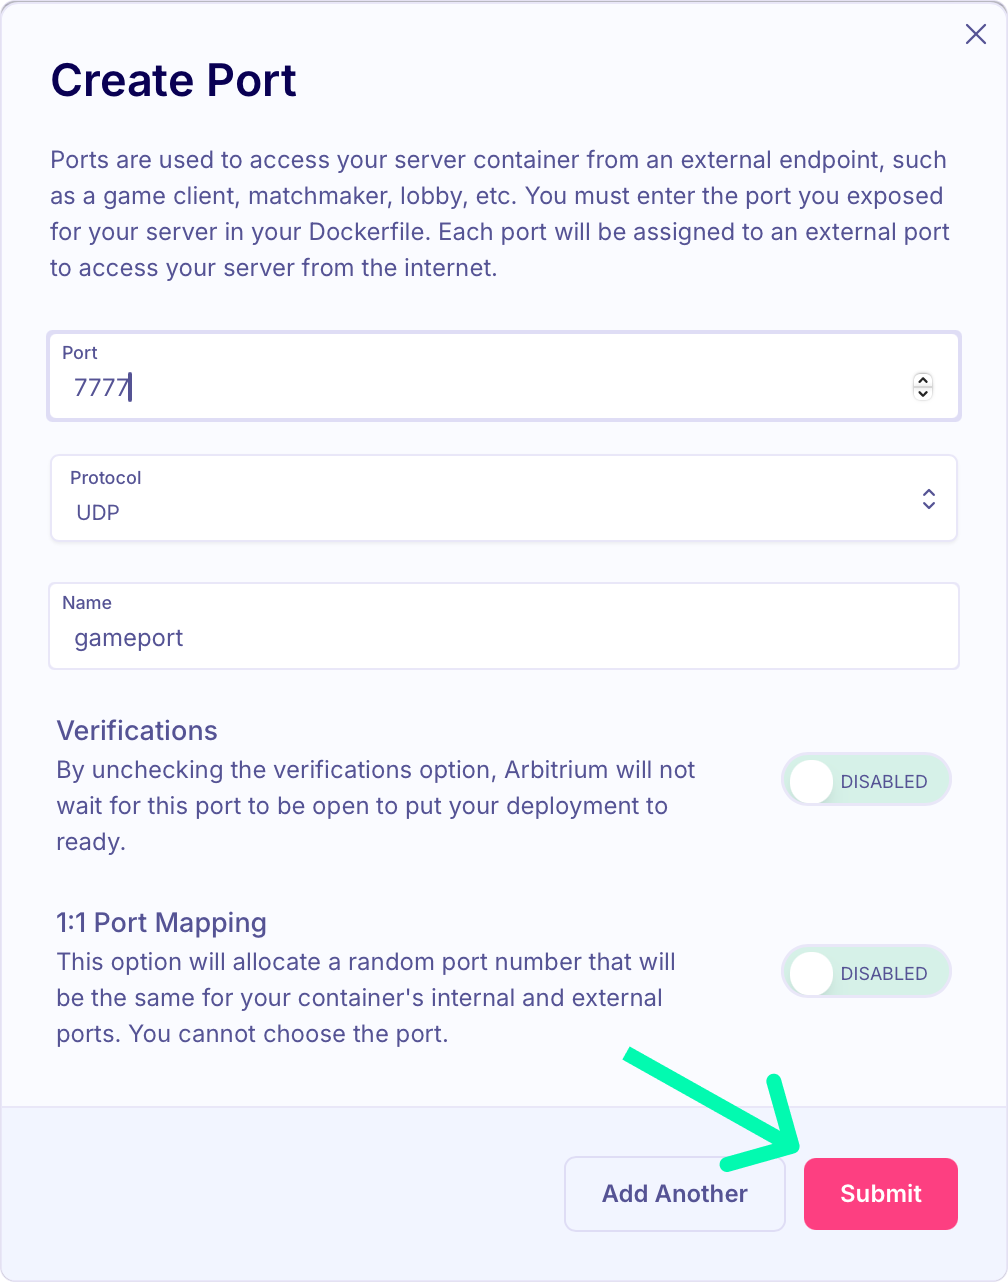 Create Port
Ports are used to access your server container from an external endpoint, such
as a game client, matchmaker, lobby, etc. You must enter the port you exposed
for your server in your Dockerfile. Each port will be assigned to an external port
to access your server from the internet.
Port
7777
Protocol
UDP
Name
gameport
Verifications
By unchecking the verifications option, Arbitrium will not
wait for this port to be open to put your deployment to
ready.
DISABLED
1:1 Port Mapping
This option will allocate a random port number that will
be the same for your container's internal and external
ports. You cannot choose the port.
DISABLED
Add Another
Submit